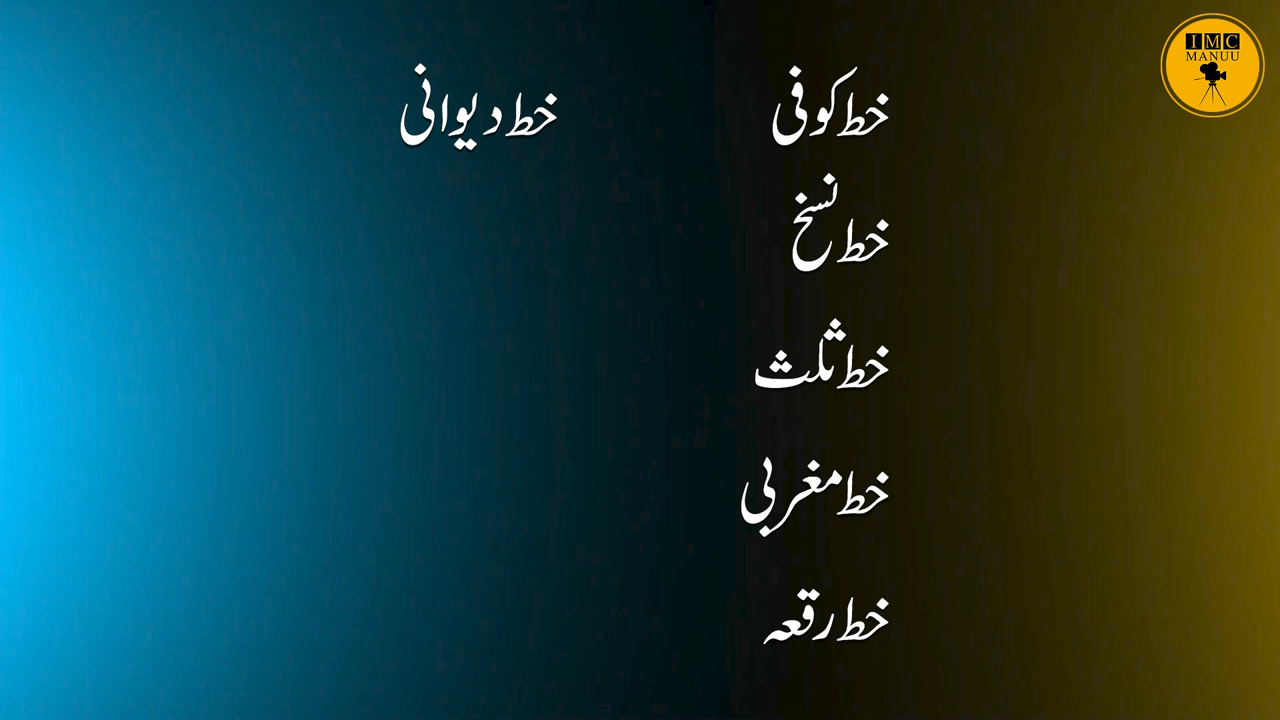 خط کوفی
خط نسخ
خط ثلث
خط مغربی
خط رقعہ
خط دیوانی
IMC
MANUU